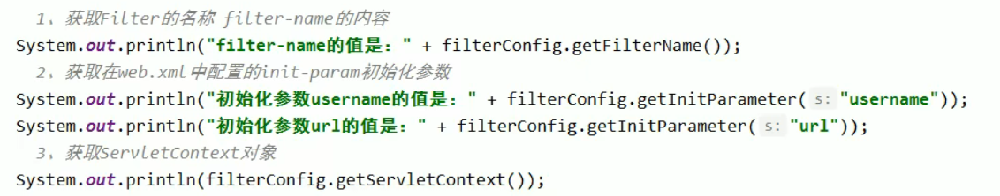 1、获取Filter的名称 filter-name的内容
System.out.println("filter-name的值是：" + filterConfig.getFilterName());
2、获取在web.xml中配置的init-param初始化参数
System.out.println("初始化参数username的值是：" + filterConfig.getInitParameter( s: "username"));
System.out.println("初始化参数url的值是：" + filterConfig.getInitParameter( s: "url"));
3、获取ServletContext对象
System.out.println(filterConfig.getServletContext());